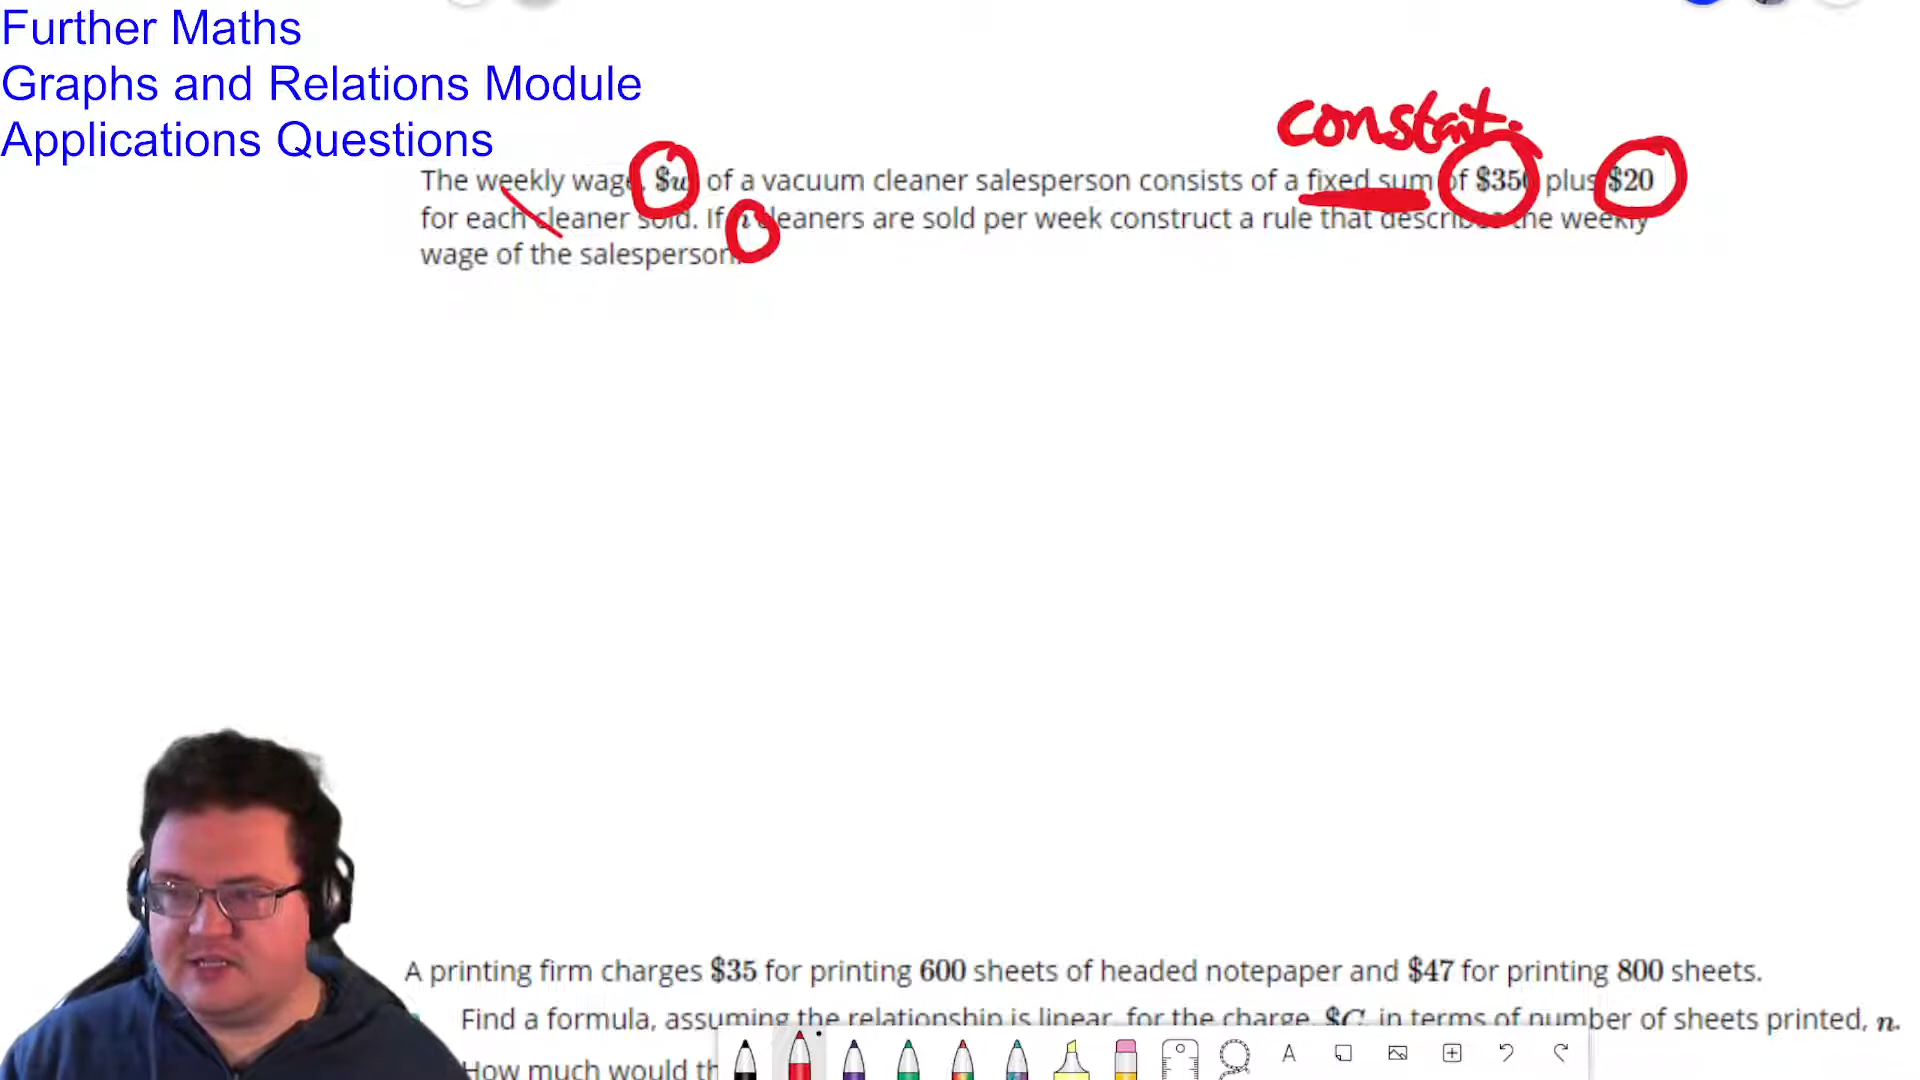 Further Maths
Graphs and Relations Module
Applications Questions
constant.
The weekly wage, $w, of a vacuum cleaner salesperson consists of a fixed sum of $350 plus $20
for each cleaner sold. If n cleaners are sold per week construct a rule that describes the weekly
wage of the salesperson.
A printing firm charges $35 for printing 600 sheets of headed notepaper and $47 for printing 800 sheets.
Find a formula, assuming the relationship is linear, for the charge, $C, in terms of number of sheets printed, n.
How much would th
A